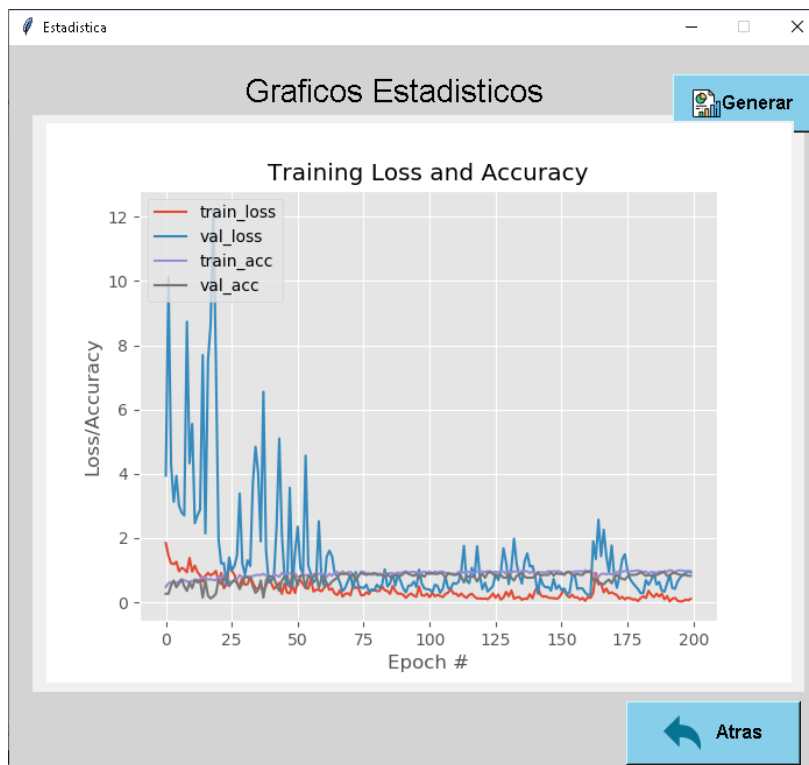 Estadistica
Graficos Estadisticos
Generar
Training Loss and Accuracy
train_loss
val_loss
train_acc
val_acc
Loss/Accuracy
12
10
8
6
4
2
0
0 25 50 75 100 125 150 175 200
Epoch #
Atras